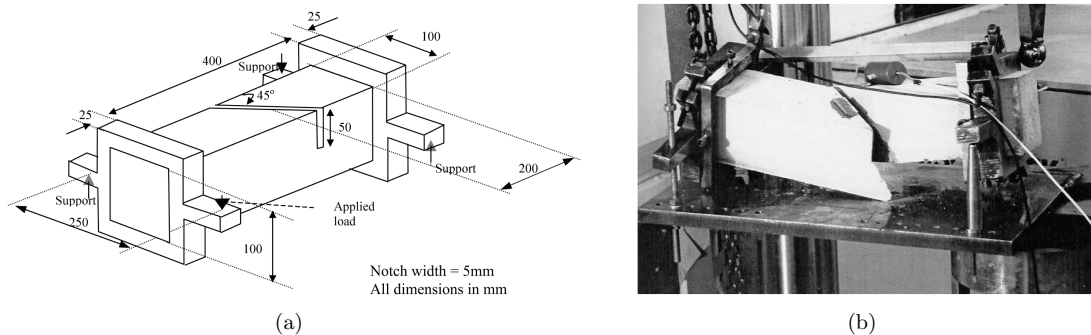 25
100
400
Support
45°
25
50
Support
200
Support
250
Applied
load
100
Notch width = 5mm
All dimensions in mm
(a)
(b)